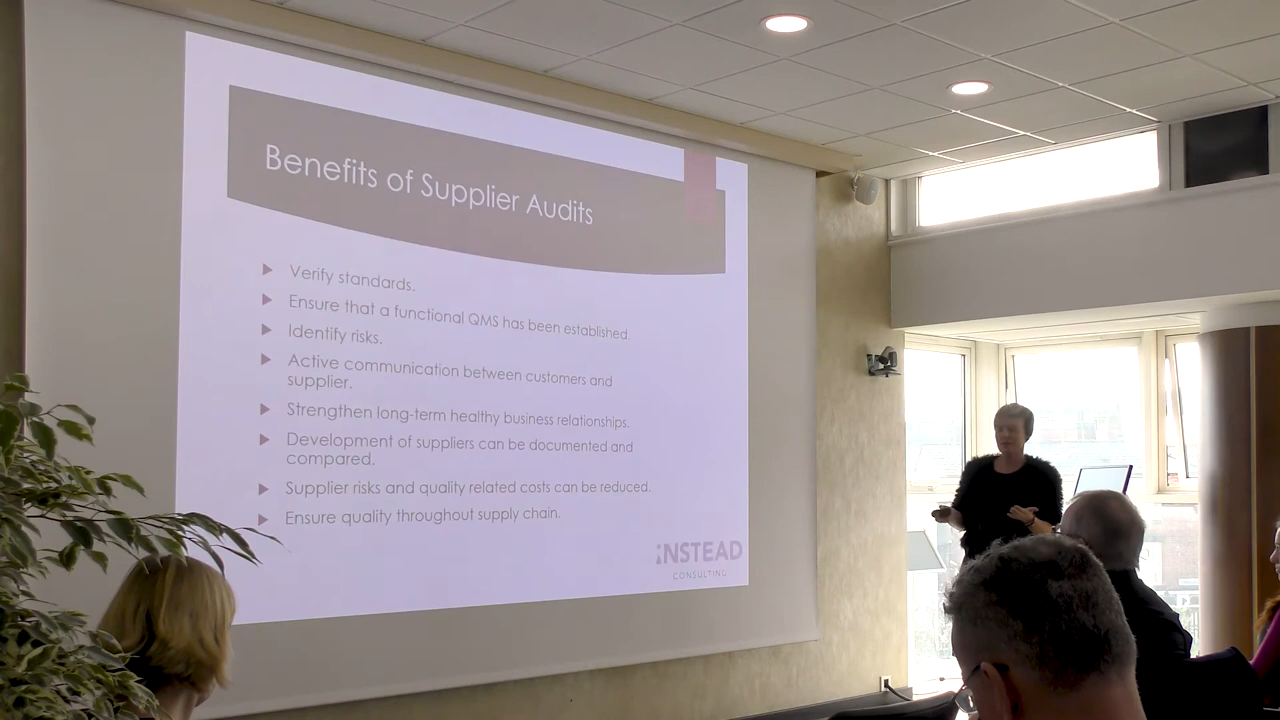 Benefits of Supplier Audits
Verify standards.
Ensure that a functional QMS has been established.
Identify risks.
Active communication between customers and
supplier.
Strengthen long-term healthy business relationships.
Development of suppliers can be documented and
compared.
Supplier risks and quality related costs can be reduced.
Ensure quality throughout supply chain.
INSTEAD
CONSULTING